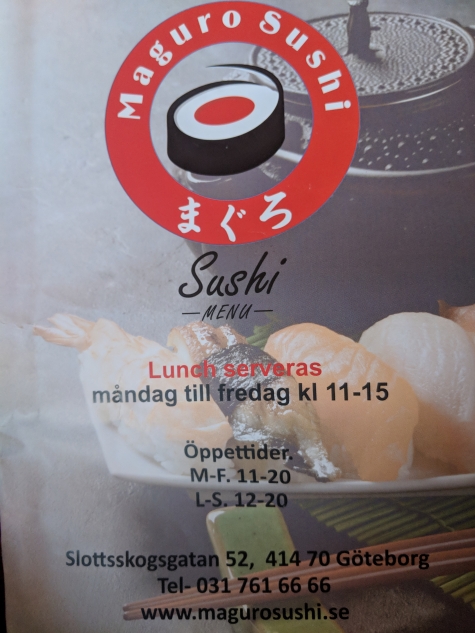 Maguro Sushi
まぐろ
Sushi
—MENU—
Lunch serveras
måndag till fredag kl 11-15
Öppettider.
M-F. 11-20
L-S. 12-20
Slottsskogsgatan 52, 414 70 Göteborg
Tel- 031 761 66 66
www.magurosushi.se